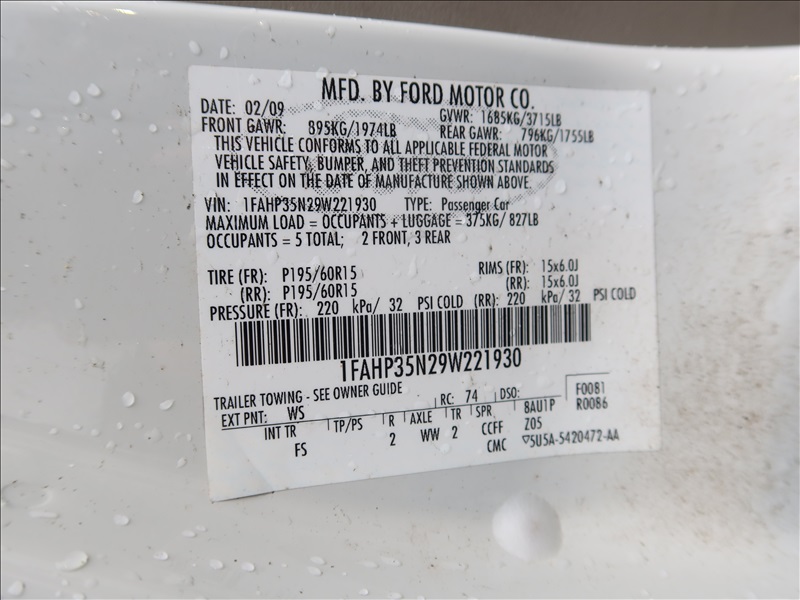 MFD. BY FORD MOTOR CO.
DATE: 02/09 GVWR: 1685KG/3715LB
FRONT GAWR: 895KG/1974LB REAR GAWR: 796KG/1755LB
THIS VEHICLE CONFORMS TO ALL APPLICABLE FEDERAL MOTOR
VEHICLE SAFETY, BUMPER, AND THEFT PREVENTION STANDARDS
IN EFFECT ON THE DATE OF MANUFACTURE SHOWN ABOVE.
VIN: 1FAHP35N29W221930 TYPE: Passenger Car
MAXIMUM LOAD = OCCUPANTS + LUGGAGE = 375KG/ 827LB
OCCUPANTS = 5 TOTAL; 2 FRONT, 3 REAR
TIRE (FR): P195/60R15 RIMS (FR): 15x6.0J
(RR): P195/60R15 (RR): 15x6.0J
PRESSURE (FR): 220 kPa/ 32 PSI COLD (RR): 220 kPa/ 32 PSI COLD
1FAHP35N29W221930
TRAILER TOWING - SEE OWNER GUIDE
EXT PNT: WS RC: 74 DSO: F0081
INT TR TP/PS R AXLE TR SPR 8AU1P R0086
FS 2 WW 2 CCFF Z05
CMC ▽5U5A-5420472-AA